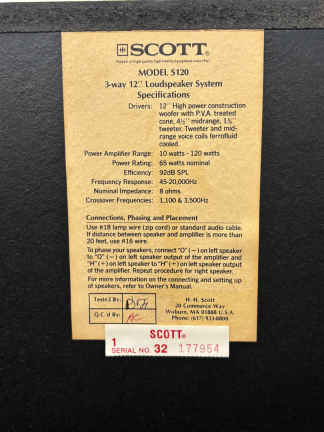 SCOTT®
MODEL S120
3-way 12" Loudspeaker System
Specifications
Drivers: 12" High power construction
woofer with P.V.A. treated
cone, 4½" midrange, 1¾"
tweeter. Tweeter and mid-
range voice coils ferrofluid
cooled.
Power Amplifier Range: 10 watts - 120 watts
Power Rating: 65 watts nominal
Efficiency: 92dB SPL
Frequency Response: 45-20,000Hz
Nominal Impedance: 8 ohms
Crossover Frequencies: 1,100 & 3,500Hz
Connections, Phasing and Placement
Use #18 lamp wire (zip cord) or standard audio cable.
If distance between speaker and amplifier is more than
20 feet, use #16 wire.
To phase your speakers, connect "O" (−) on left speaker
to "O" (−) on left speaker output of the amplifier and
"H" (+) on left speaker to "H" (+) on left speaker output
of the amplifier. Repeat procedure for right speaker.
For more information on the connecting and setting up
of speakers, refer to Owner's Manual.
Tested By:
Q.C'd By:
H. H. Scott
20 Commerce Way
Woburn, MA 01888 U.S.A.
Phone: (617) 933-8800
SCOTT®
1
SERIAL NO. 32 177954